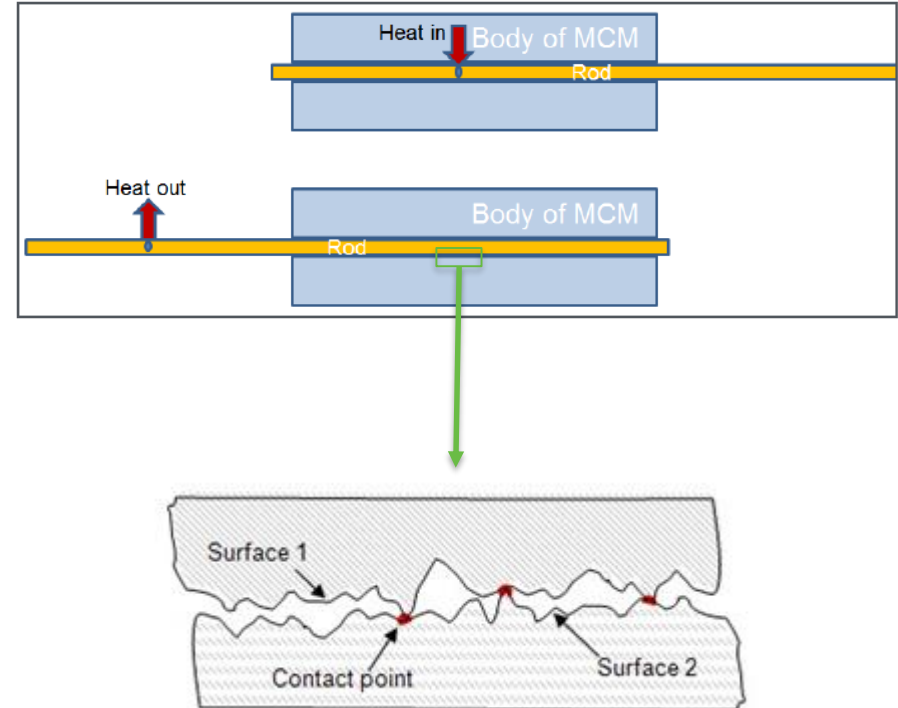 Heat in
Body of MCM
Rod
Heat out
Body of MCM
Rod
Surface 1
Contact point
Surface 2